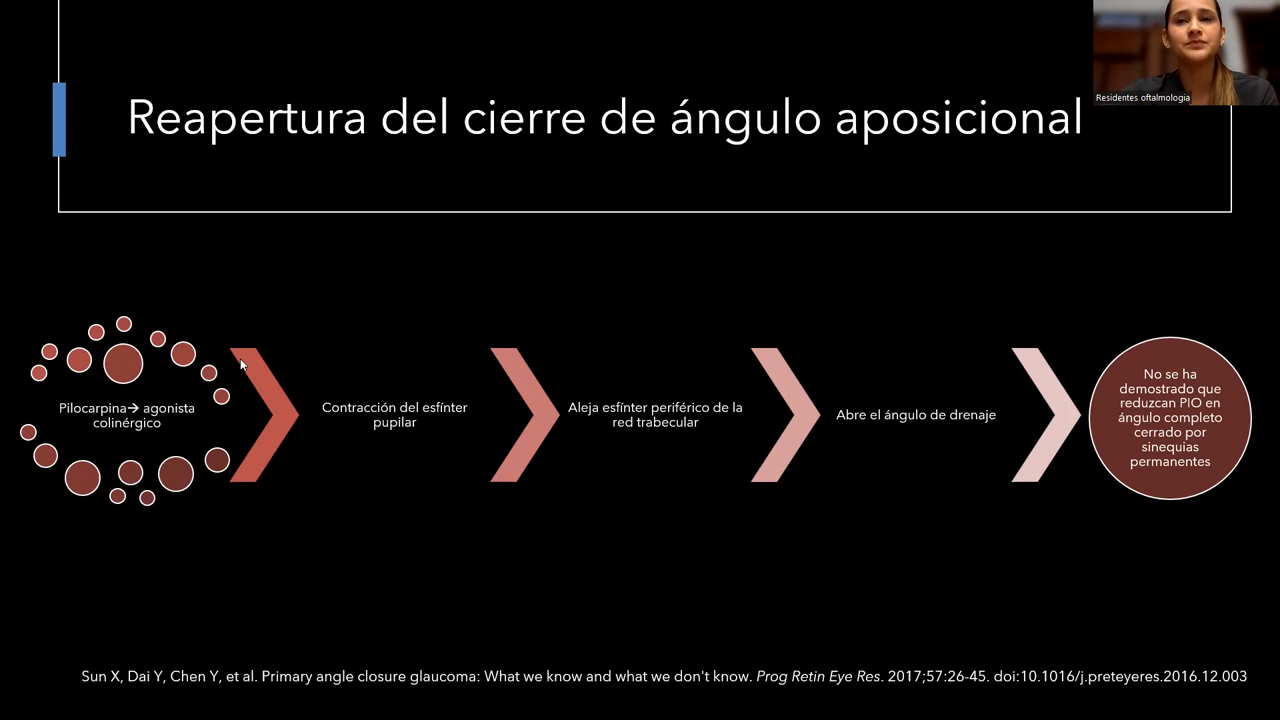 Residentes oftalmologia
Reapertura del cierre de ángulo aposicional
Pilocarpina→ agonista
colinérgico
Contracción del esfínter
pupilar
Aleja esfínter periférico de la
red trabecular
Abre el ángulo de drenaje
No se ha
demostrado que
reduzcan PIO en
ángulo completo
cerrado por
sinequias
permanentes
Sun X, Dai Y, Chen Y, et al. Primary angle closure glaucoma: What we know and what we don't know. Prog Retin Eye Res. 2017;57:26-45. doi:10.1016/j.preteyeres.2016.12.003